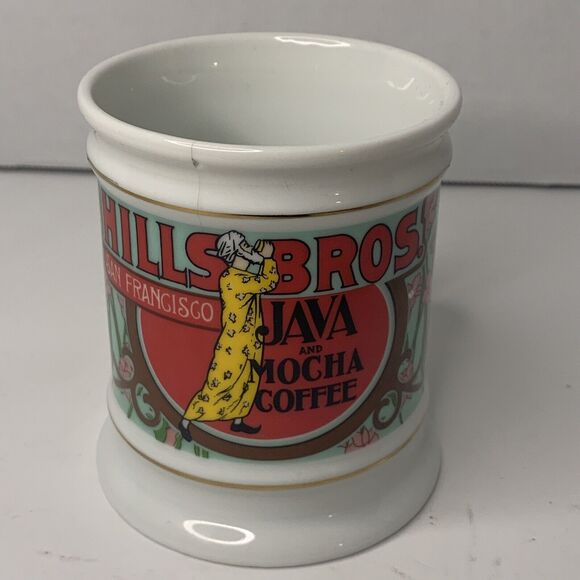 HILLS BROS.
SAN FRANCISCO
JAVA
AND
MOCHA
COFFEE